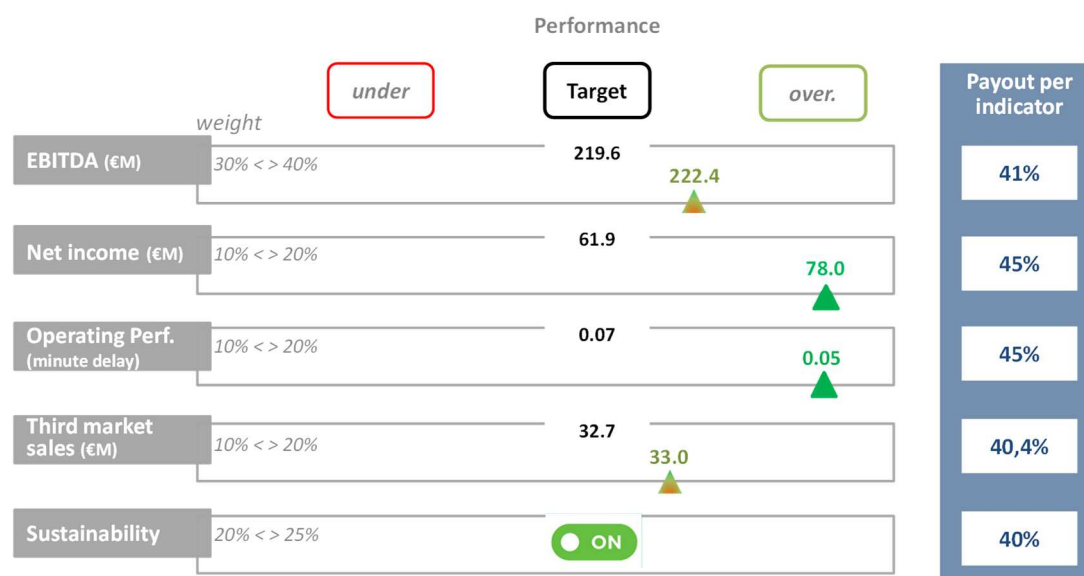 Performance
under
Target
over.
Payout per
indicator
weight
EBITDA (€M)
30% < > 40%
219.6
222.4
41%
Net income (€M)
10% < > 20%
61.9
78.0
45%
Operating Perf.
(minute delay)
10% < > 20%
0.07
0.05
45%
Third market
sales (€M)
10% < > 20%
32.7
33.0
40,4%
Sustainability
20% < > 25%
ON
40%